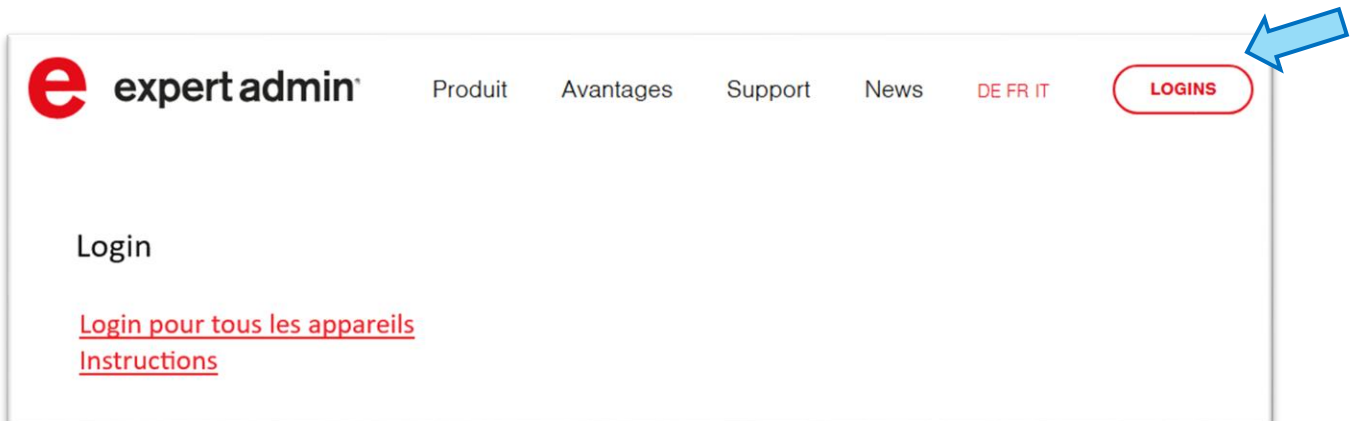 e expert admin
Produit Avantages Support News DE FR IT LOGINS
Login
Login pour tous les appareils
Instructions